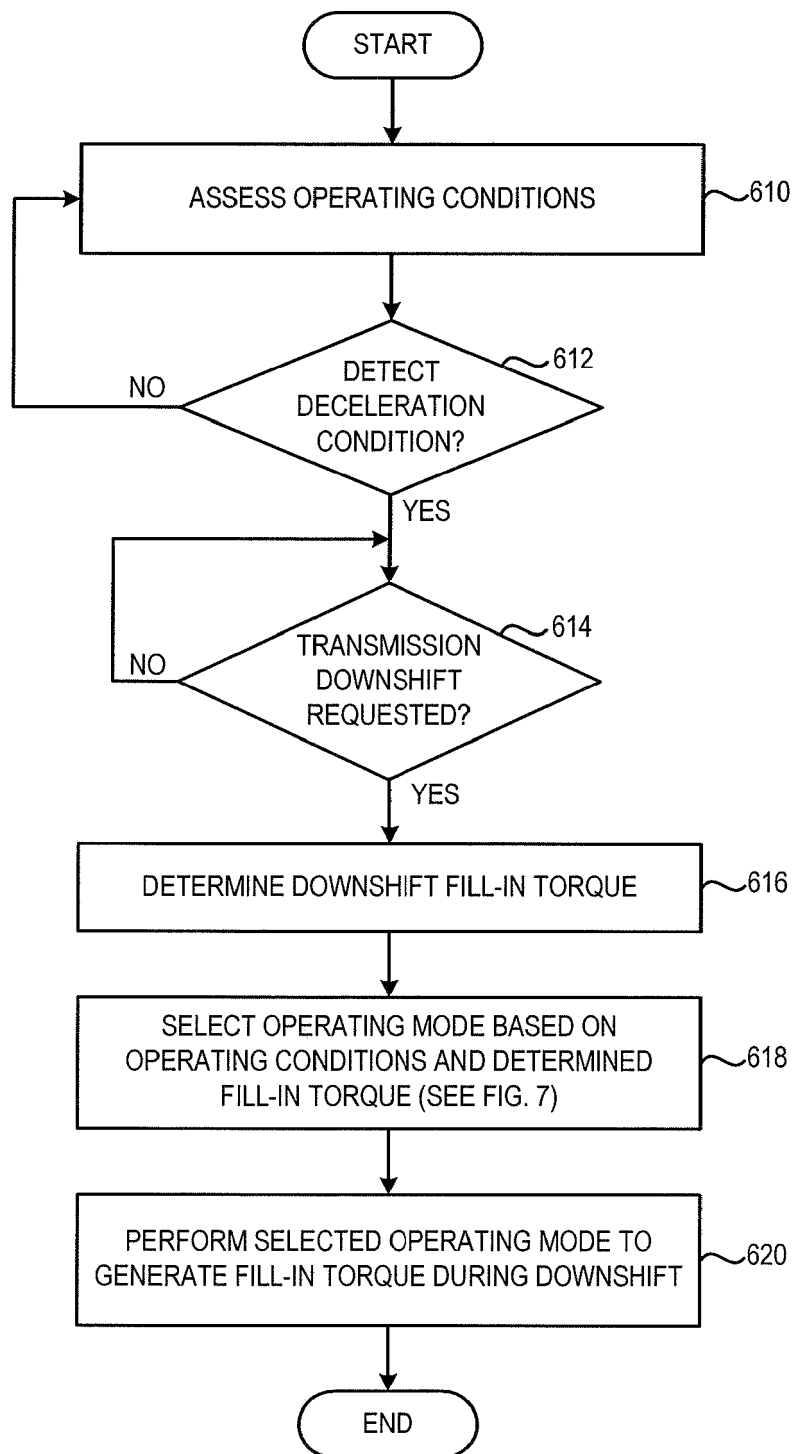 START
ASSESS OPERATING CONDITIONS
610
612
DETECT
DECELERATION
CONDITION?
NO
YES
614
TRANSMISSION
DOWNSHIFT
REQUESTED?
NO
YES
DETERMINE DOWNSHIFT FILL-IN TORQUE
616
SELECT OPERATING MODE BASED ON
OPERATING CONDITIONS AND DETERMINED
FILL-IN TORQUE (SEE FIG. 7)
618
PERFORM SELECTED OPERATING MODE TO
GENERATE FILL-IN TORQUE DURING DOWNSHIFT
620
END